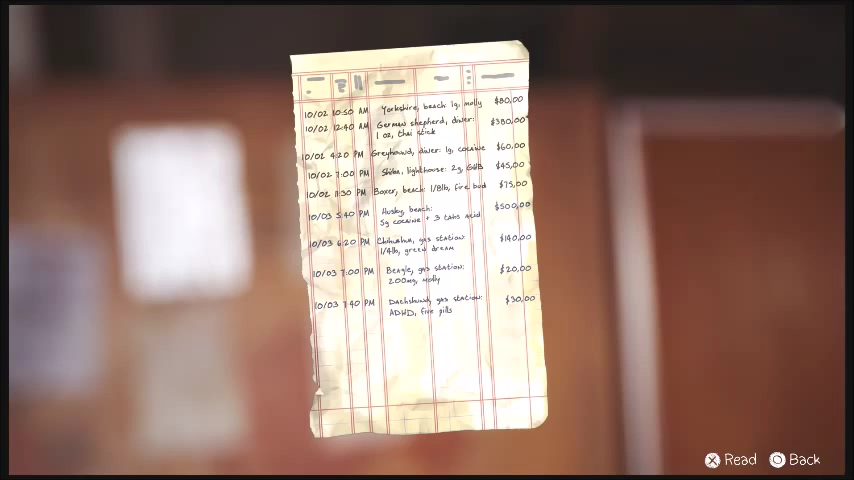 10/02 10:50 AM Yorkshire, beach: 1g, molly $80,00
10/02 12:40 AM German shepherd, diner: $380,00
1 oz, thai stick
10/02 4:20 PM Greyhound, diner: 1g, cocaine $60,00
10/02 7:00 PM Shiba, lighthouse: 2g, GHB $45,00
10/02 11:30 PM Boxer, beach: 1/8lb, fire bud $75,00
10/03 5:40 PM Husky, beach: $500,00
5g cocaine + 3 tabs acid
10/03 6:20 PM Chihuahua, gas station: $140,00
1/4lb, green dream
10/03 7:00 PM Beagle, gas station: $20,00
200mg, molly
10/03 7:40 PM Dachshund, gas station: $30,00
ADHD, five pills
Read Back